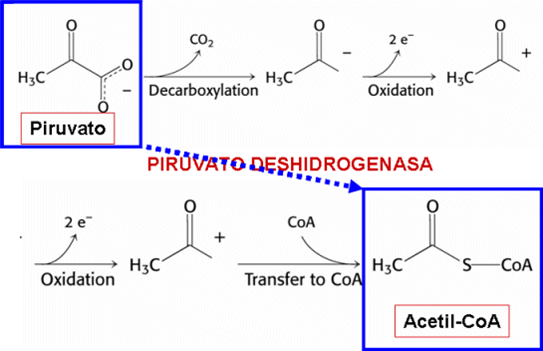 O
O
H₃C
O
−
Piruvato
CO₂
Decarboxylation
O
−
H₃C
2 e⁻
Oxidation
O
+
H₃C
PIRUVATO DESHIDROGENASA
2 e⁻
Oxidation
O
+
H₃C
CoA
Transfer to CoA
O
H₃C
S—CoA
Acetil-CoA